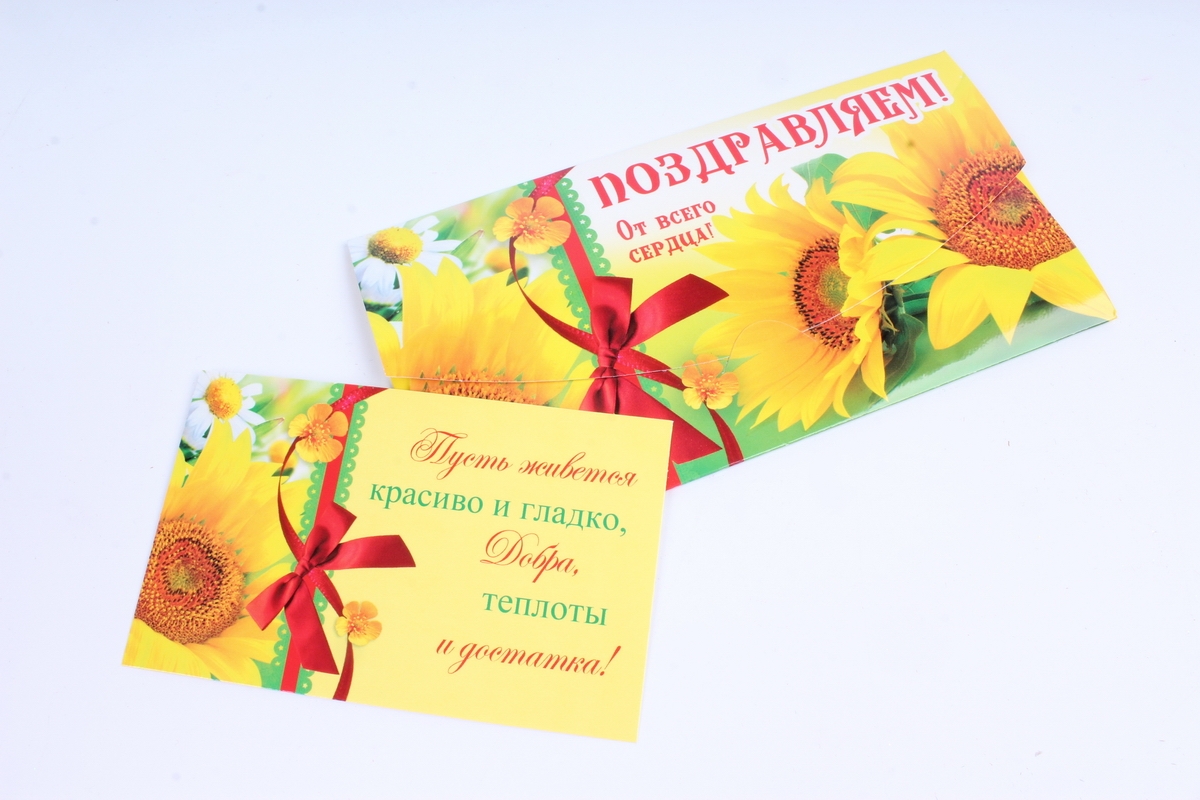 ПОЗДРАВЛЯЕМ!
От всего
сердца!
Пусть живется
красиво и гладко,
Добра,
теплоты
и достатка!